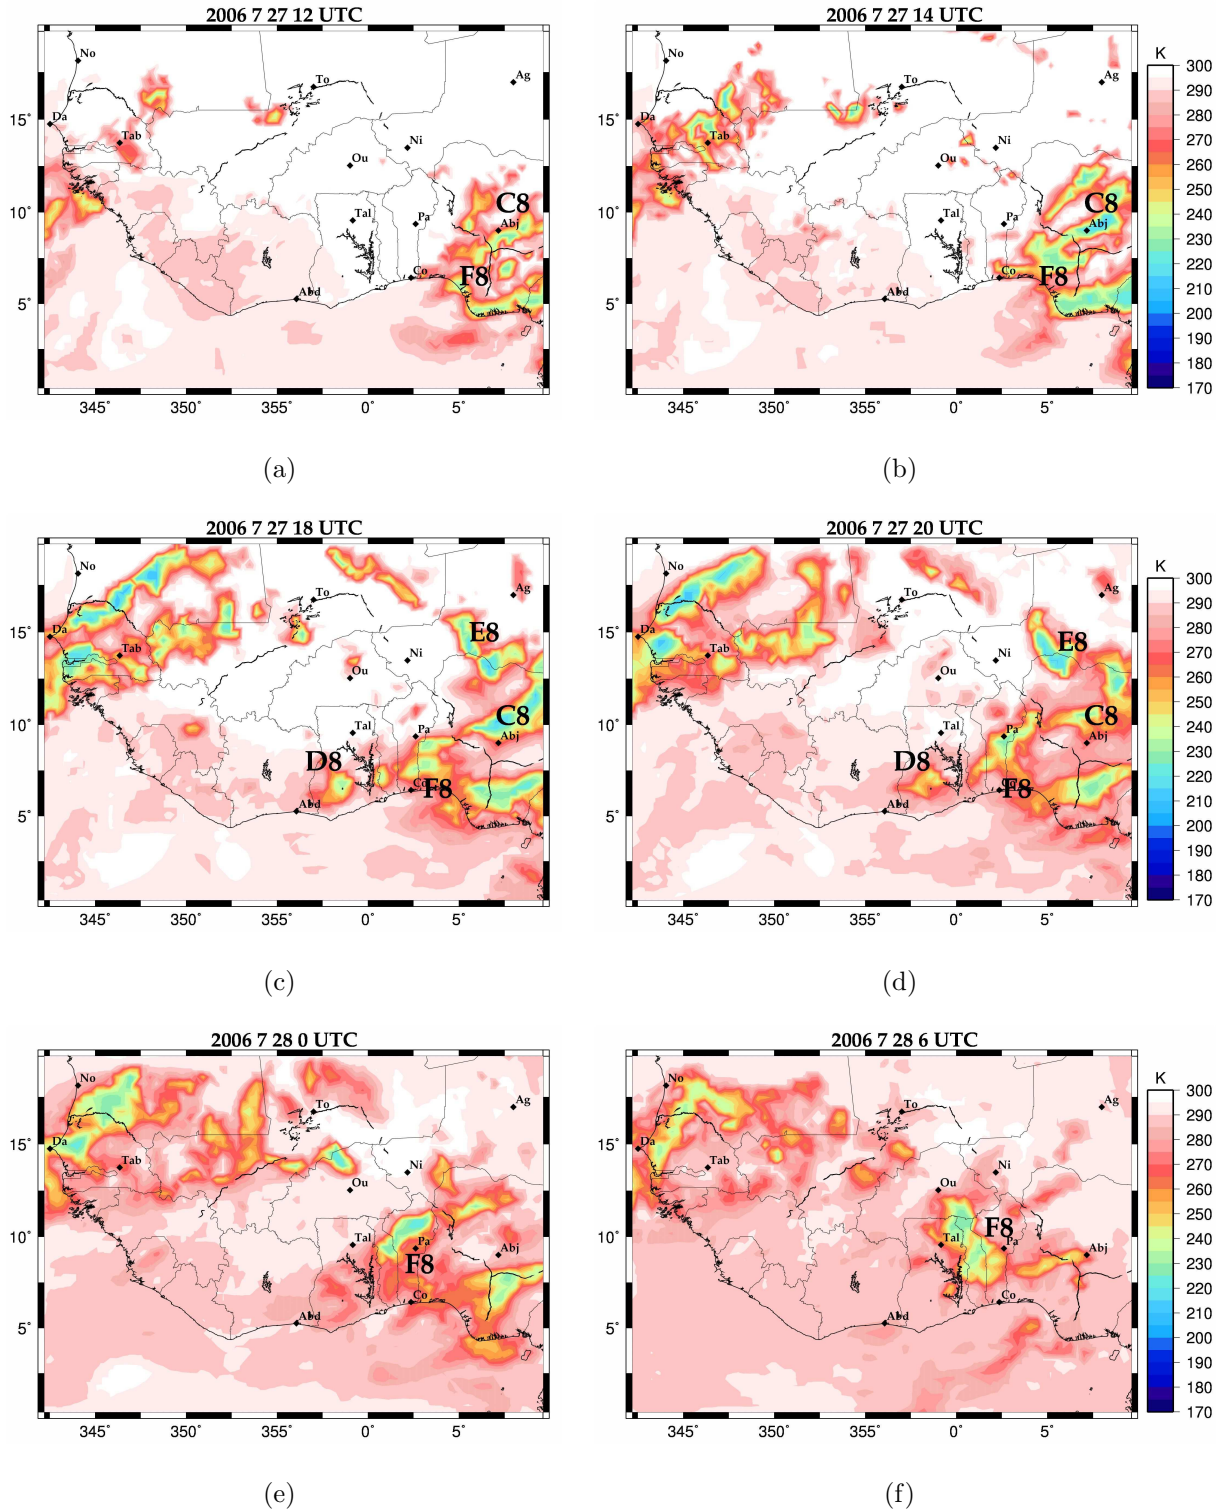 2006 7 27 12 UTC
2006 7 27 14 UTC
No
To
Ag
15°
Da
Tab
Ni
Ou
10°
C8
Tal
Pa
Abj
F8
Co
5°
Abd
345 350 355 0° 5°
No
To
Ag
15°
Da
Tab
Ni
Ou
10°
C8
Tal
Pa
Abj
F8
Co
5°
Abd
345 350 355 0° 5°
K
300
290
280
270
260
250
240
230
220
210
200
190
180
170
(a)
(b)
2006 7 27 18 UTC
2006 7 27 20 UTC
No
To
Ag
15°
Da
E8
Tab
Ni
Ou
10°
C8
Tal
Pa
Abj
D8
F8
Co
5°
Abd
345 350 355 0° 5°
No
To
Ag
15°
Da
E8
Tab
Ni
Ou
10°
C8
Tal
Pa
Abj
D8
F8
Co
5°
Abd
345 350 355 0° 5°
K
300
290
280
270
260
250
240
230
220
210
200
190
180
170
(c)
(d)
2006 7 28 0 UTC
2006 7 28 6 UTC
No
To
Ag
15°
Da
Tab
Ni
Ou
10°
Tal
Pa
Abj
F8
Co
5°
Abd
345 350 355 0° 5°
No
To
Ag
15°
Da
Tab
Ni
Ou
10°
F8
Tal
Pa
Abj
Co
5°
Abd
345 350 355 0° 5°
K
300
290
280
270
260
250
240
230
220
210
200
190
180
170
(e)
(f)